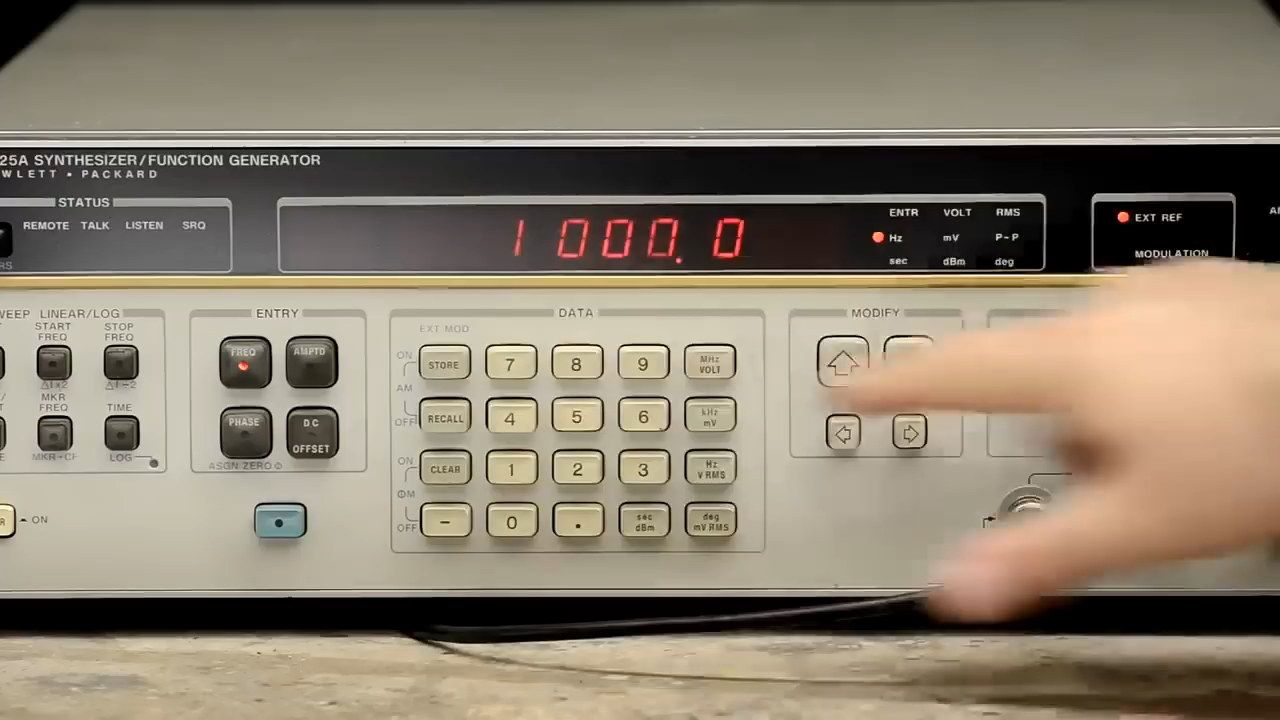 25A SYNTHESIZER/FUNCTION GENERATOR
WLETT • PACKARD
STATUS
REMOTE TALK LISTEN SRQ
1000.0
ENTR VOLT RMS
Hz mV P-P
sec dBm deg
EXT REF
MODULATION
LINEAR/LOG
START FREQ
STOP FREQ
MKR FREQ
TIME
MKR→CF
LOG
ON
ENTRY
FREQ
AMPTD
PHASE
DC OFFSET
ASGN ZERO
DATA
EXT MOD
ON
AM
OFF
ON
ΦM
OFF
STORE 7 8 9 MHz VOLT
RECALL 4 5 6 kHz mV
CLEAR 1 2 3 Hz V RMS
- 0 . sec dBm deg mV RMS
MODIFY